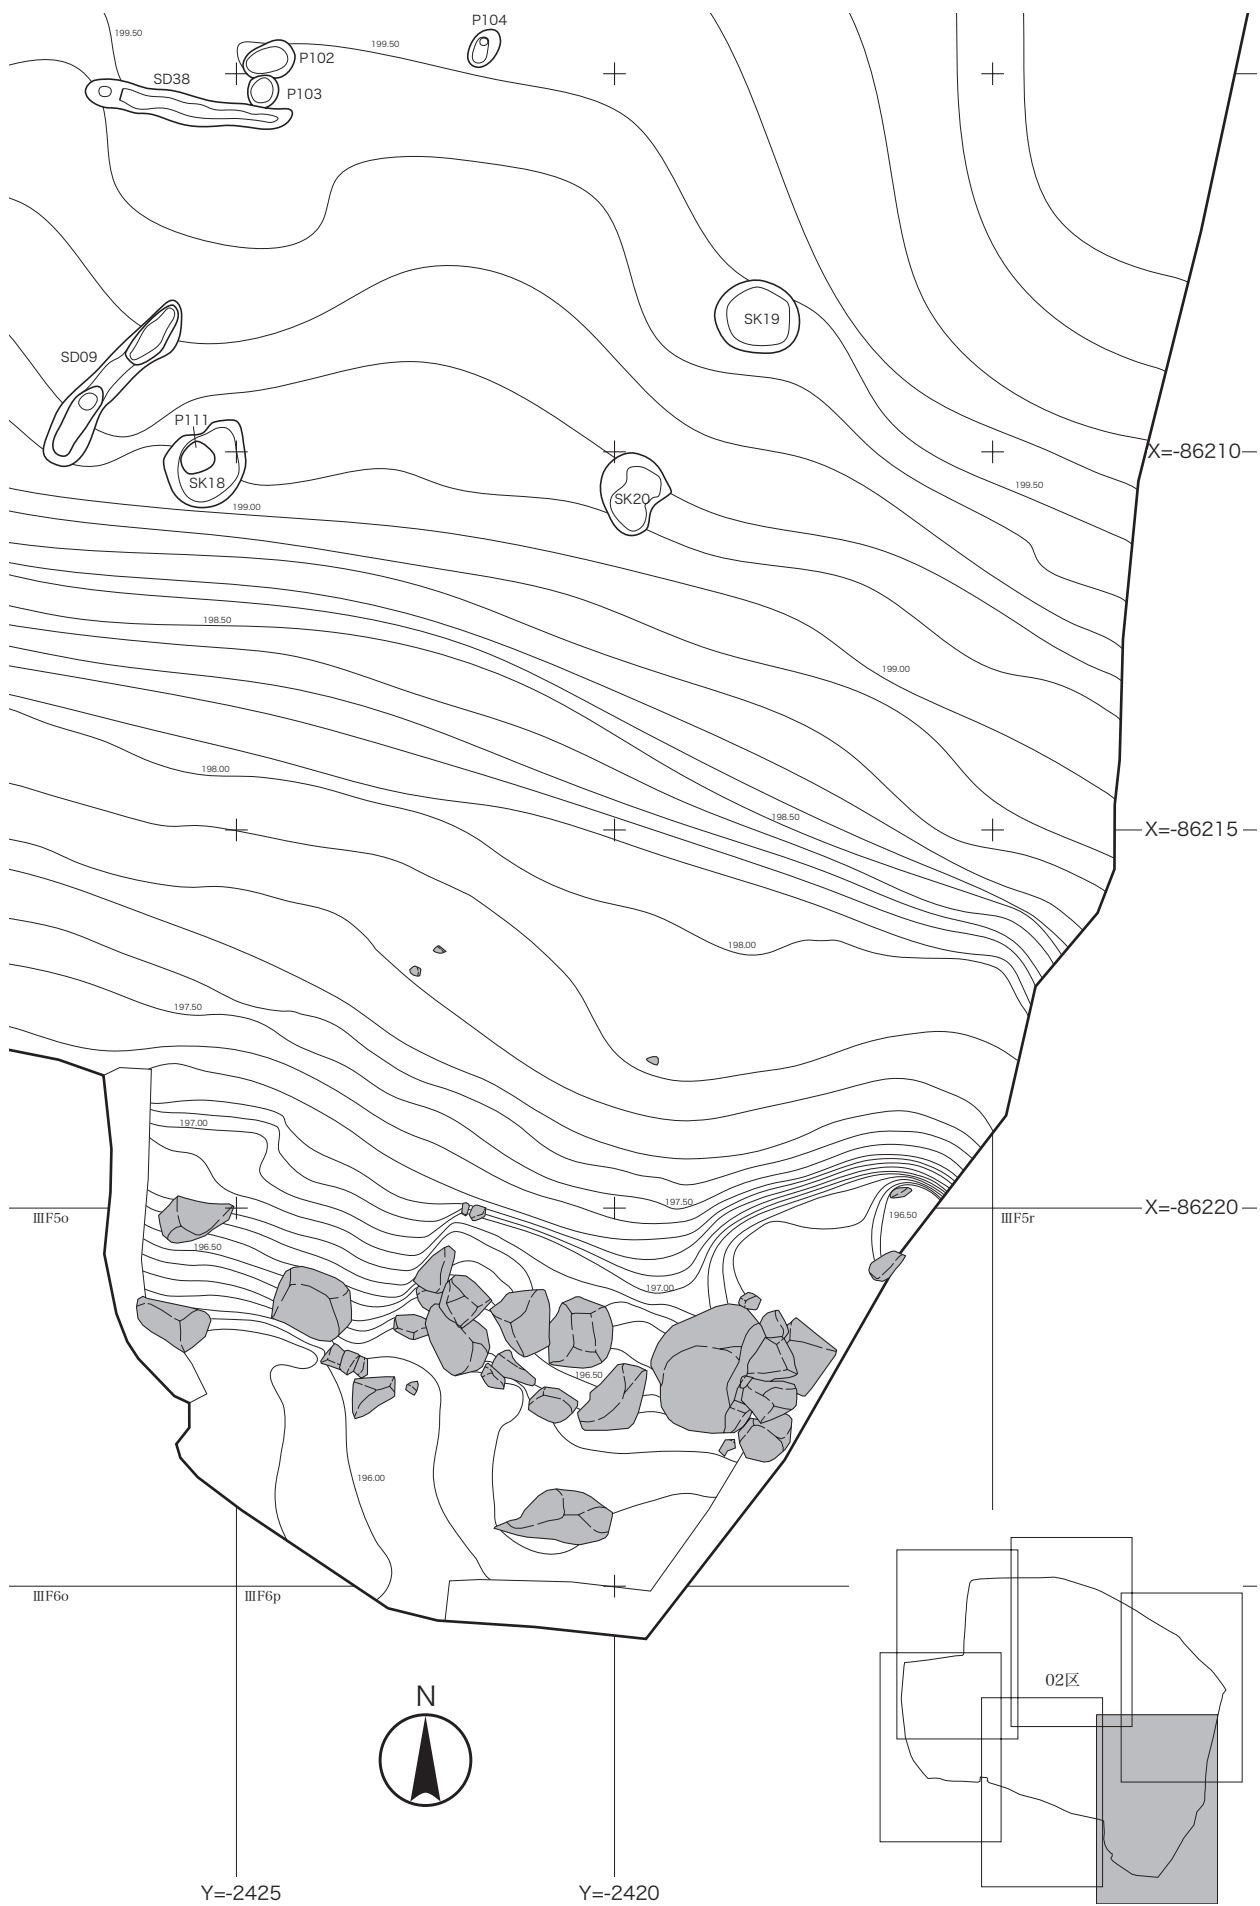 P104
199.50
199.50
P102
SD38
P103
SK19
SD09
P111
X=-86210
SK18
199.50
SK20
199.00
198.50
199.00
198.00
198.50
X=-86215
198.00
197.50
197.00
197.50
X=-86220
ⅢF5o
196.50
ⅢF5r
196.50
197.00
196.50
196.00
ⅢF6o
ⅢF6p
02区
N
Y=-2425
Y=-2420